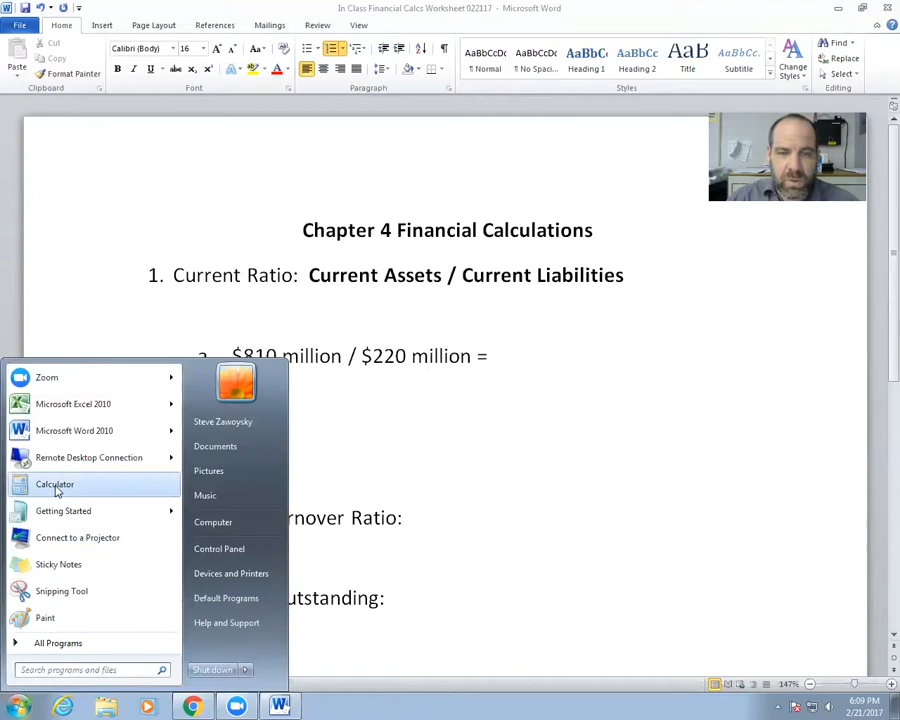 In Class Financial Calcs Worksheet 022117 - Microsoft Word
File Home Insert Page Layout References Mailings Review View
Paste
Cut
Copy
Format Painter
Clipboard
Calibri (Body) 16
Font
Paragraph
AaBbCcDc AaBbCcDc AaBbC AaBbCc AaB AaBbCc
¶ Normal ¶ No Spaci... Heading 1 Heading 2 Title Subtitle
Styles
Change Styles
Find
Replace
Select
Editing
Chapter 4 Financial Calculations
1. Current Ratio: Current Assets / Current Liabilities
a. $810 million / $220 million =
rnover Ratio:
utstanding:
Zoom
Microsoft Excel 2010
Microsoft Word 2010
Remote Desktop Connection
Calculator
Getting Started
Connect to a Projector
Sticky Notes
Snipping Tool
Paint
All Programs
Search programs and files
Steve Zawoysky
Documents
Pictures
Music
Computer
Control Panel
Devices and Printers
Default Programs
Help and Support
Shut down
147%
6:09 PM
2/21/2017